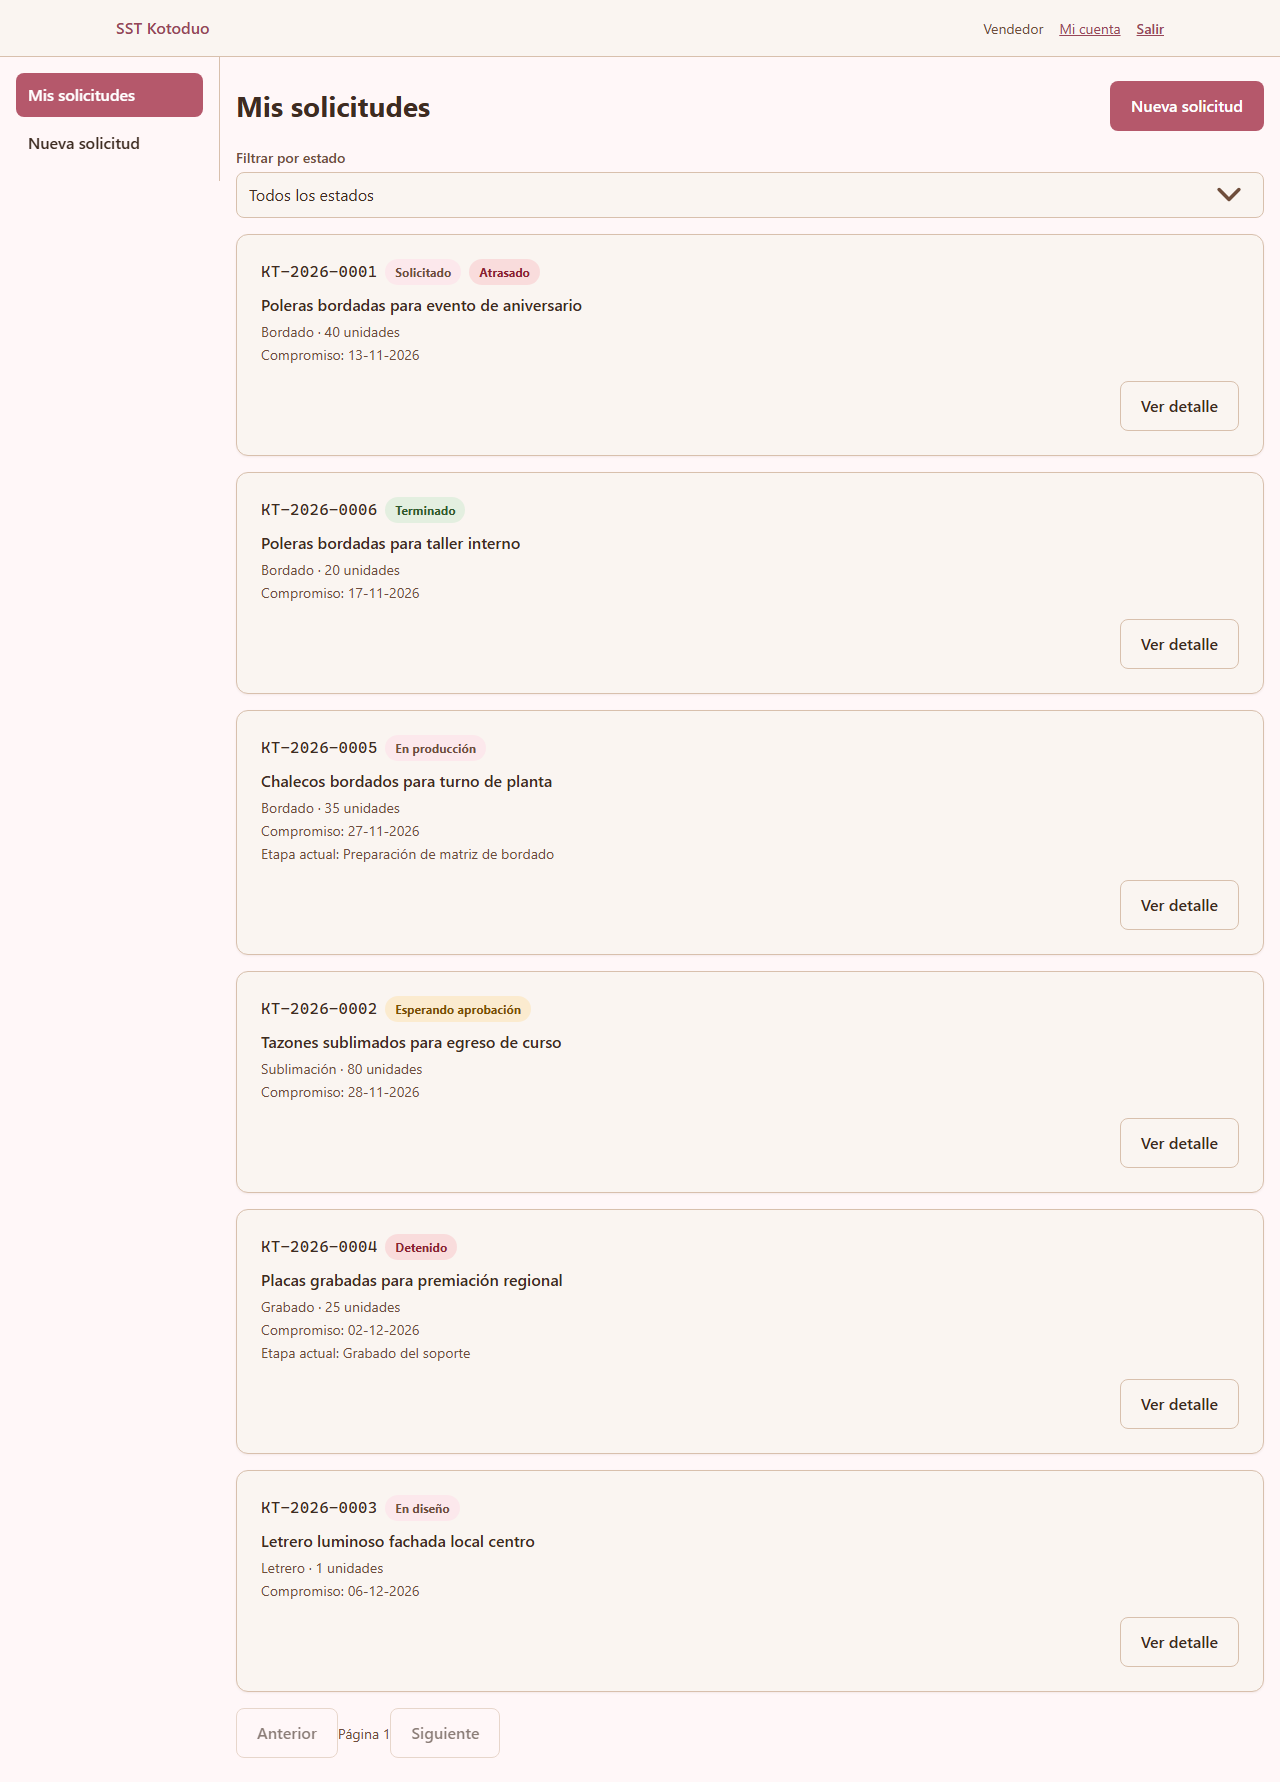 SST Kotoduo
Vendedor Mi cuenta Salir
Mis solicitudes
Nueva solicitud
Mis solicitudes
Nueva solicitud
Filtrar por estado
Todos los estados
KT-2026-0001 Solicitado Atrasado
Poleras bordadas para evento de aniversario
Bordado · 40 unidades
Compromiso: 13-11-2026
Ver detalle
KT-2026-0006 Terminado
Poleras bordadas para taller interno
Bordado · 20 unidades
Compromiso: 17-11-2026
Ver detalle
KT-2026-0005 En producción
Chalecos bordados para turno de planta
Bordado · 35 unidades
Compromiso: 27-11-2026
Etapa actual: Preparación de matriz de bordado
Ver detalle
KT-2026-0002 Esperando aprobación
Tazones sublimados para egreso de curso
Sublimación · 80 unidades
Compromiso: 28-11-2026
Ver detalle
KT-2026-0004 Detenido
Placas grabadas para premiación regional
Grabado · 25 unidades
Compromiso: 02-12-2026
Etapa actual: Grabado del soporte
Ver detalle
KT-2026-0003 En diseño
Letrero luminoso fachada local centro
Letrero · 1 unidades
Compromiso: 06-12-2026
Ver detalle
Anterior Página 1 Siguiente